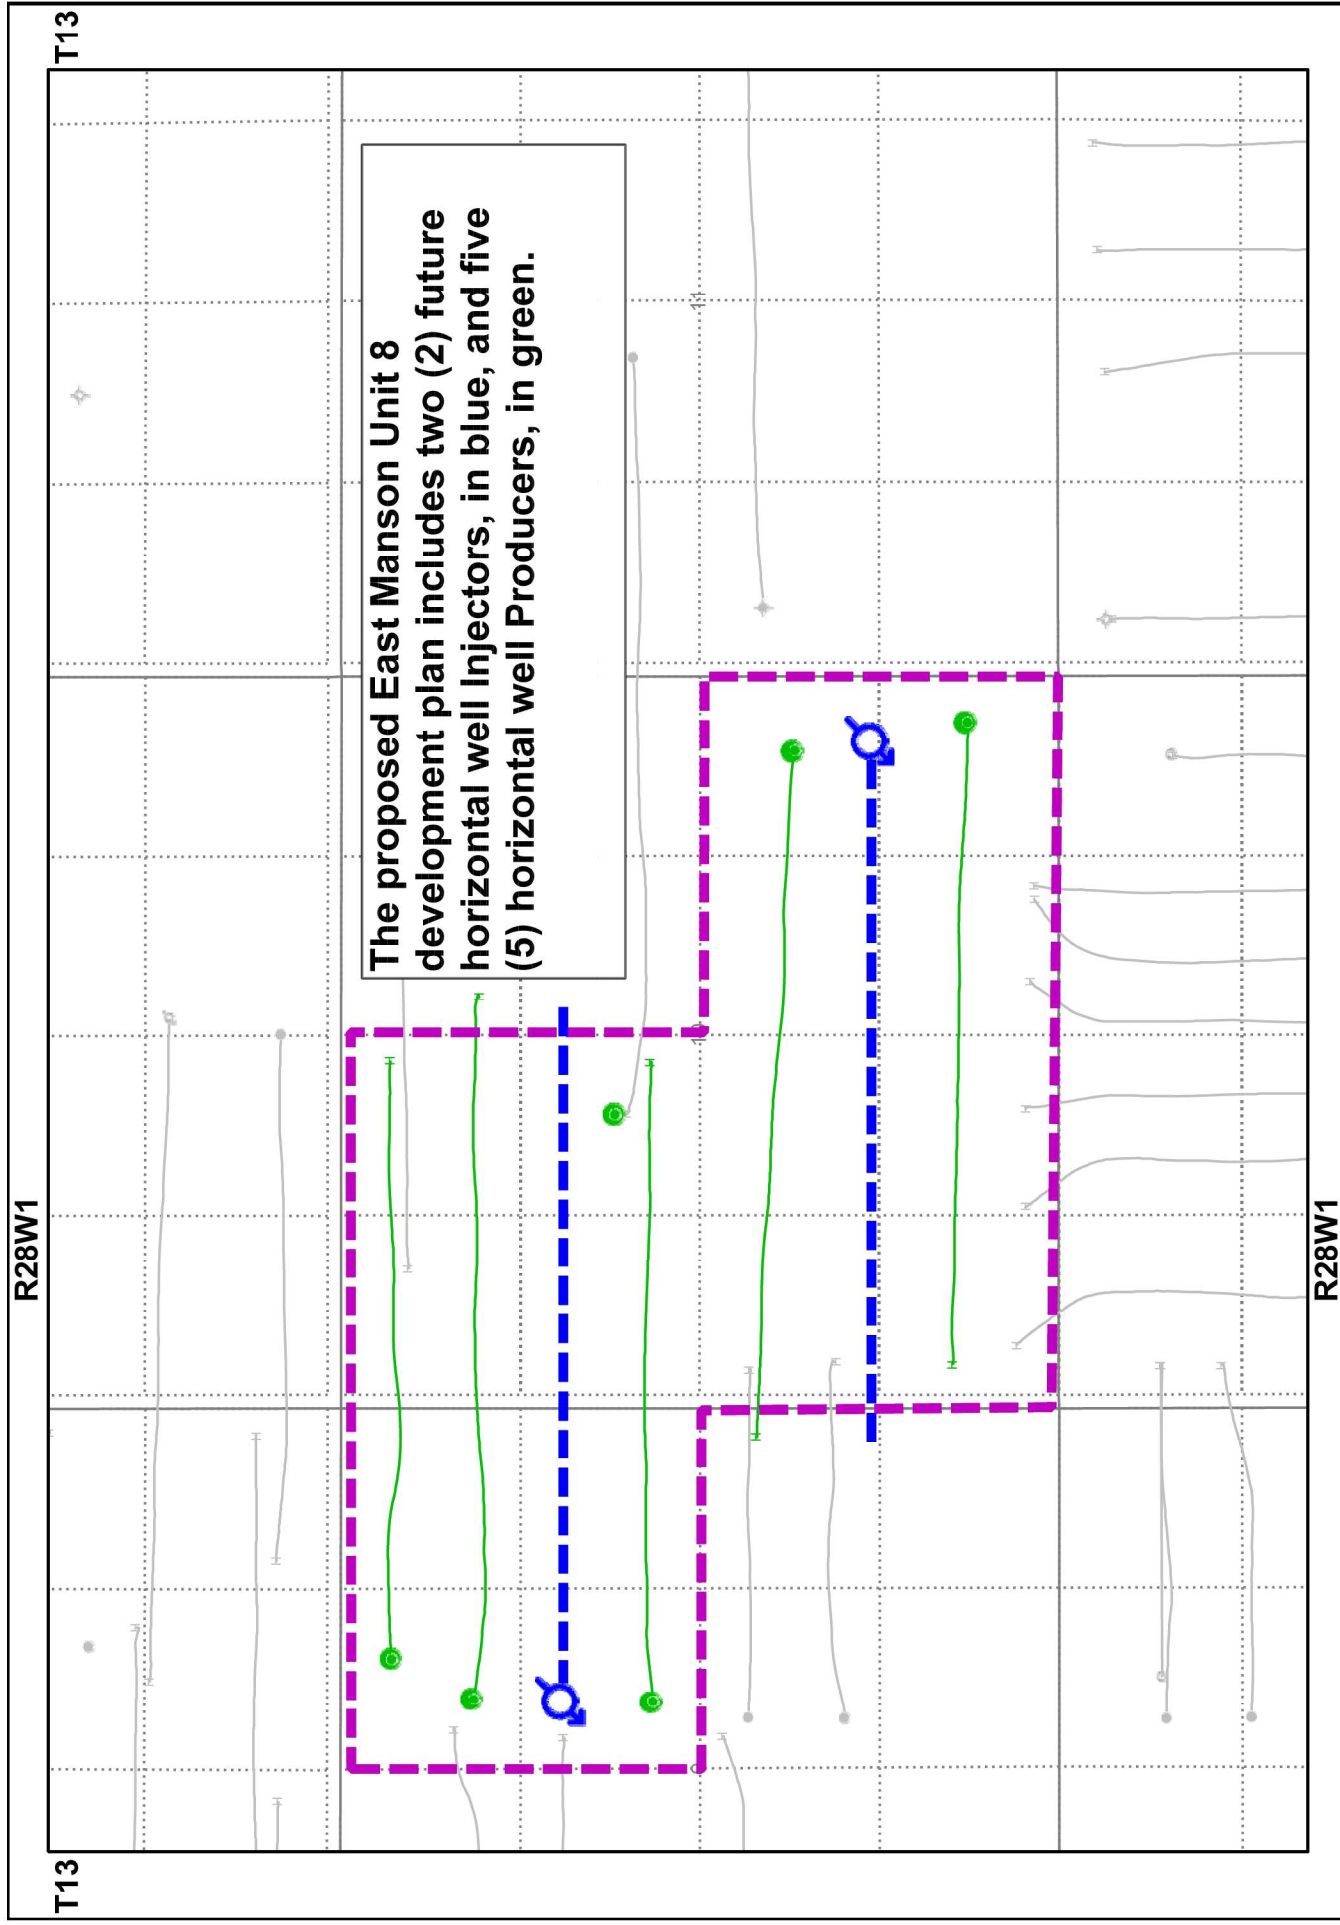 T13
R28W1
T13
The proposed East Manson Unit 8
development plan includes two (2) future
horizontal well Injectors, in blue, and five
(5) horizontal well Producers, in green.
11
R28W1